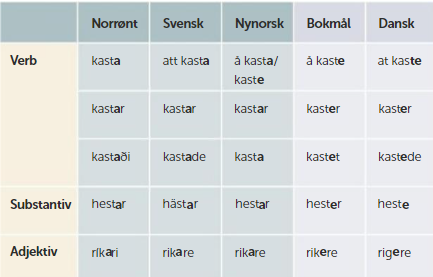 Norrønt Svensk Nynorsk Bokmål Dansk
Verb kasta att kasta å kasta/ å kaste at kaste
kaste
kastar kastar kastar kaster kaster
kastaði kastade kasta kastet kastede
Substantiv hestar hästar hestar hester heste
Adjektiv ríkari rikare rikare rikere rigere